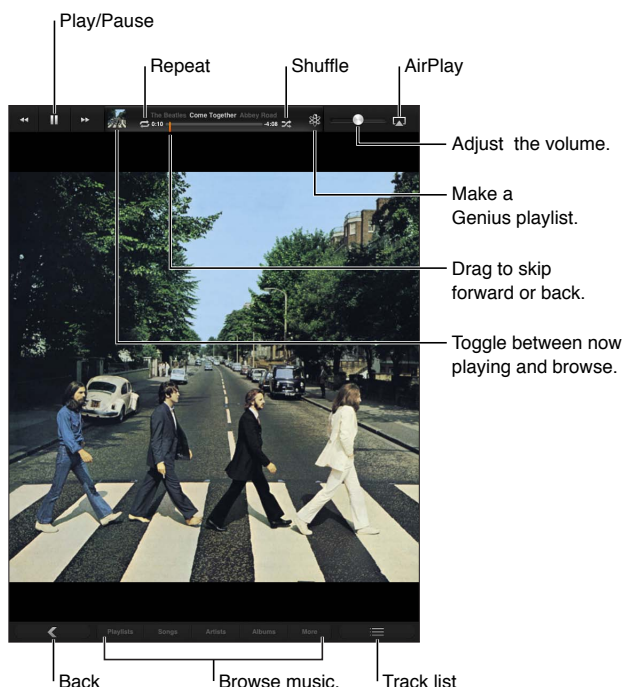 Play/Pause
Repeat
Shuffle
AirPlay
The Beatles Come Together Abbey Road
0:10
-4:08
Adjust the volume.
Make a
Genius playlist.
Drag to skip
forward or back.
Toggle between now
playing and browse.
Playlists
Songs
Artists
Albums
More
Back
Browse music.
Track list